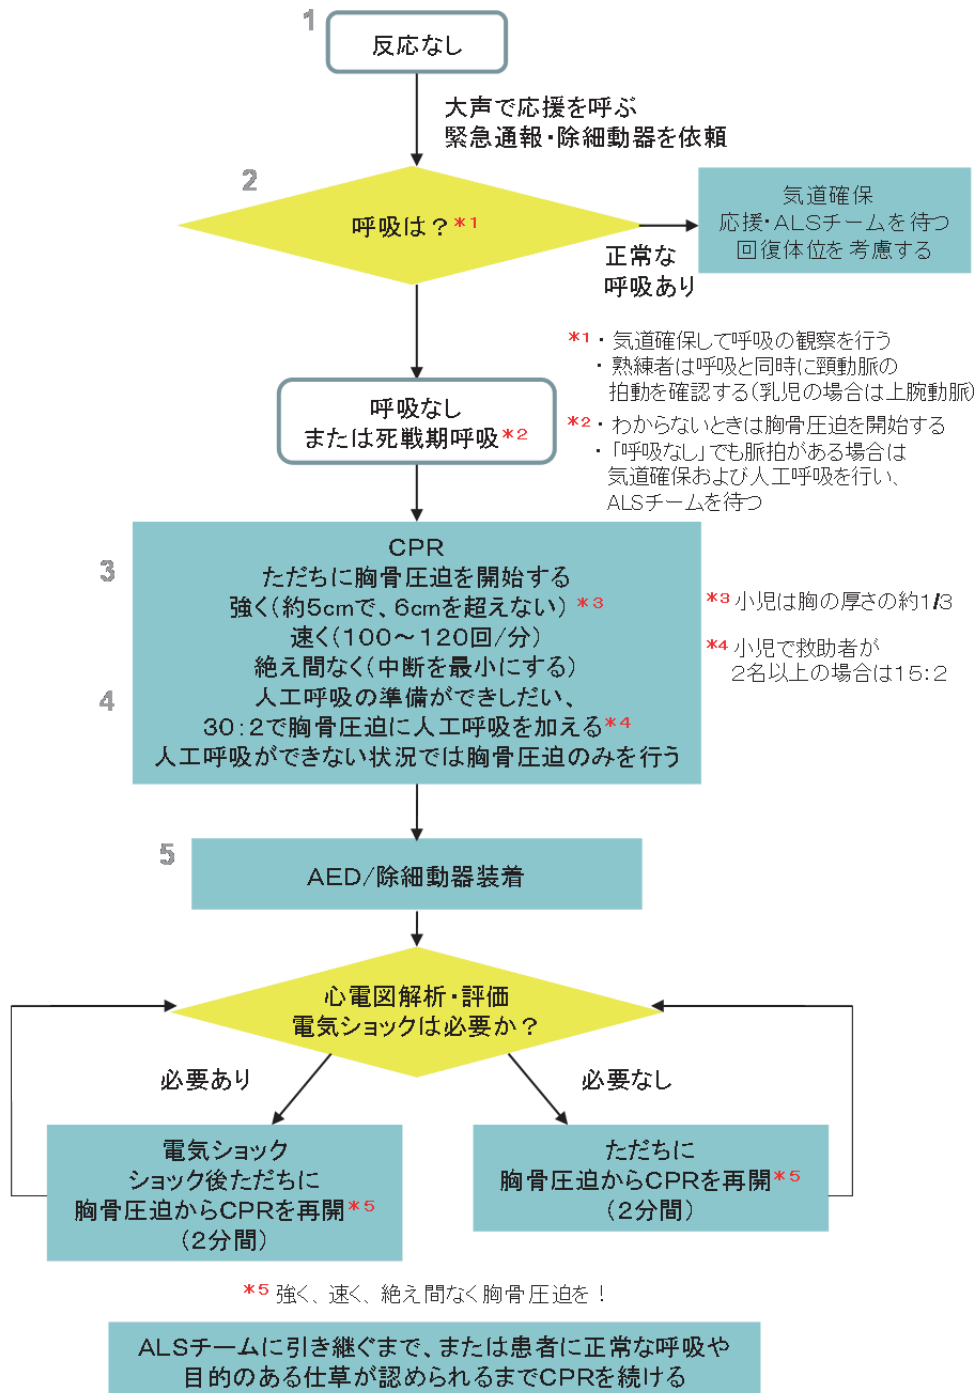 1
反応なし
大声で応援を呼ぶ
緊急通報・除細動器を依頼
2
呼吸は？*1
正常な
呼吸あり
気道確保
応援・ALSチームを待つ
回復体位を考慮する
*1・気道確保して呼吸の観察を行う
・熟練者は呼吸と同時に頸動脈の
拍動を確認する(乳児の場合は上腕動脈)
呼吸なし
または死戦期呼吸*2
*2・わからないときは胸骨圧迫を開始する
・「呼吸なし」でも脈拍がある場合は
気道確保および人工呼吸を行い、
ALSチームを待つ
3
CPR
ただちに胸骨圧迫を開始する
強く(約5cmで、6cmを超えない)*3
速く(100～120回/分)
絶え間なく(中断を最小にする)
4
人工呼吸の準備ができしだい、
30：2で胸骨圧迫に人工呼吸を加える*4
人工呼吸ができない状況では胸骨圧迫のみを行う
*3 小児は胸の厚さの約1/3
*4 小児で救助者が
2名以上の場合は15：2
5
AED/除細動器装着
心電図解析・評価
電気ショックは必要か？
必要あり
必要なし
電気ショック
ショック後ただちに
胸骨圧迫からCPRを再開*5
(2分間)
ただちに
胸骨圧迫からCPRを再開*5
(2分間)
*5 強く、速く、絶え間なく胸骨圧迫を！
ALSチームに引き継ぐまで、または患者に正常な呼吸や
目的のある仕草が認められるまでCPRを続ける